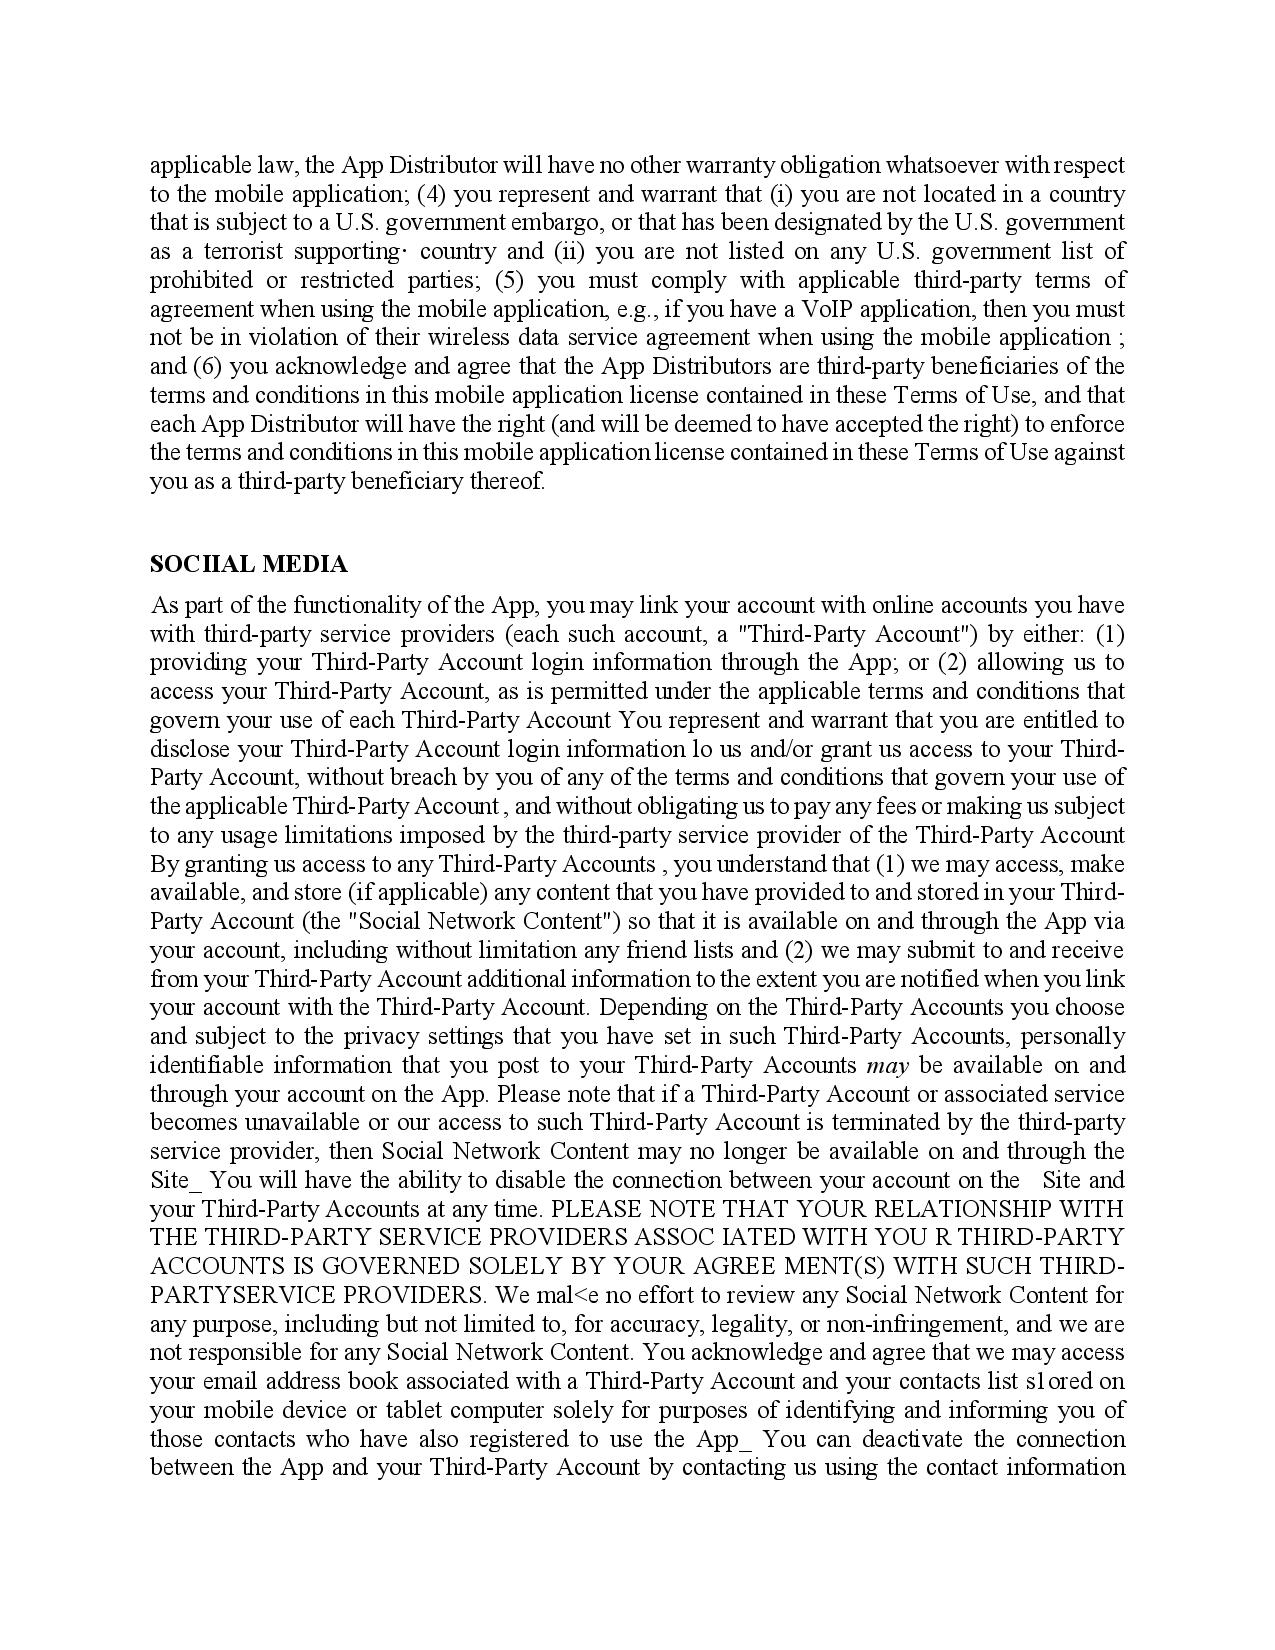 applicable law, the App Distributor will have no other warranty obligation whatsoever with respect
to the mobile application; (4) you represent and warrant that (i) you are not located in a country
that is subject to a U.S. government embargo, or that has been designated by the U.S. government
as a terrorist supporting· country and (ii) you are not listed on any U.S. government list of
prohibited or restricted parties; (5) you must comply with applicable third-party terms of
agreement when using the mobile application, e.g., if you have a VoIP application, then you must
not be in violation of their wireless data service agreement when using the mobile application ;
and (6) you acknowledge and agree that the App Distributors are third-party beneficiaries of the
terms and conditions in this mobile application license contained in these Terms of Use, and that
each App Distributor will have the right (and will be deemed to have accepted the right) to enforce
the terms and conditions in this mobile application license contained in these Terms of Use against
you as a third-party beneficiary thereof.
SOCIIAL MEDIA
As part of the functionality of the App, you may link your account with online accounts you have
with third-party service providers (each such account, a "Third-Party Account") by either: (1)
providing your Third-Party Account login information through the App; or (2) allowing us to
access your Third-Party Account, as is permitted under the applicable terms and conditions that
govern your use of each Third-Party Account You represent and warrant that you are entitled to
disclose your Third-Party Account login information lo us and/or grant us access to your Third-
Party Account, without breach by you of any of the terms and conditions that govern your use of
the applicable Third-Party Account , and without obligating us to pay any fees or making us subject
to any usage limitations imposed by the third-party service provider of the Third-Party Account
By granting us access to any Third-Party Accounts , you understand that (1) we may access, make
available, and store (if applicable) any content that you have provided to and stored in your Third-
Party Account (the "Social Network Content") so that it is available on and through the App via
your account, including without limitation any friend lists and (2) we may submit to and receive
from your Third-Party Account additional information to the extent you are notified when you link
your account with the Third-Party Account. Depending on the Third-Party Accounts you choose
and subject to the privacy settings that you have set in such Third-Party Accounts, personally
identifiable information that you post to your Third-Party Accounts may be available on and
through your account on the App. Please note that if a Third-Party Account or associated service
becomes unavailable or our access to such Third-Party Account is terminated by the third-party
service provider, then Social Network Content may no longer be available on and through the
Site_ You will have the ability to disable the connection between your account on the Site and
your Third-Party Accounts at any time. PLEASE NOTE THAT YOUR RELATIONSHIP WITH
THE THIRD-PARTY SERVICE PROVIDERS ASSOC IATED WITH YOU R THIRD-PARTY
ACCOUNTS IS GOVERNED SOLELY BY YOUR AGREE MENT(S) WITH SUCH THIRD-
PARTYSERVICE PROVIDERS. We mal<e no effort to review any Social Network Content for
any purpose, including but not limited to, for accuracy, legality, or non-infringement, and we are
not responsible for any Social Network Content. You acknowledge and agree that we may access
your email address book associated with a Third-Party Account and your contacts list s1ored on
your mobile device or tablet computer solely for purposes of identifying and informing you of
those contacts who have also registered to use the App_ You can deactivate the connection
between the App and your Third-Party Account by contacting us using the contact information